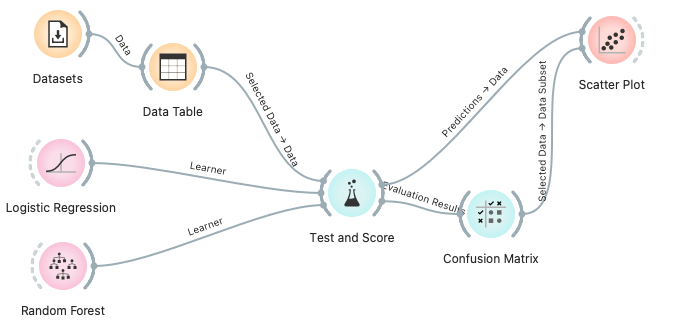 Datasets
Data
Data Table
Selected Data → Data
Logistic Regression
Learner
Random Forest
Learner
Test and Score
Predictions → Data
Evaluation Results
Confusion Matrix
Selected Data → Data Subset
Scatter Plot